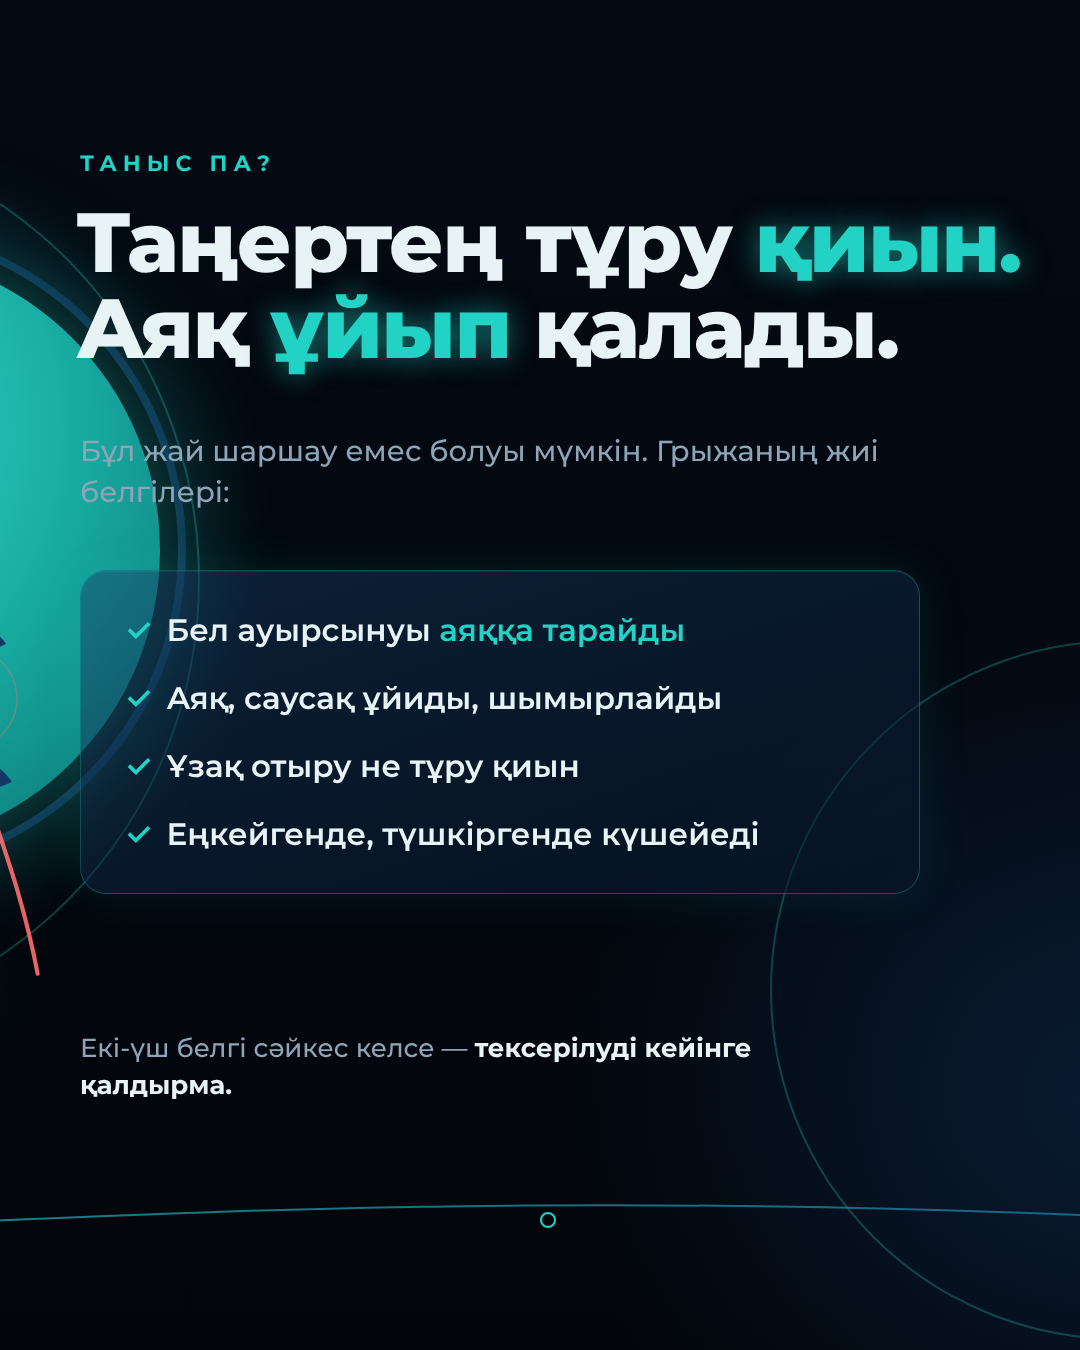 ТАНЫС ПА?
Таңертең тұру қиын.
Аяқ ұйып қалады.
Бұл жай шаршау емес болуы мүмкін. Грыжаның жиі
белгілері:
Бел ауырсынуы аяққа тарайды
Аяқ, саусақ ұйиды, шымырлайды
Ұзақ отыру не тұру қиын
Еңкейгенде, түшкіргенде күшейеді
Екі-үш белгі сәйкес келсе — тексерілуді кейінге
қалдырма.